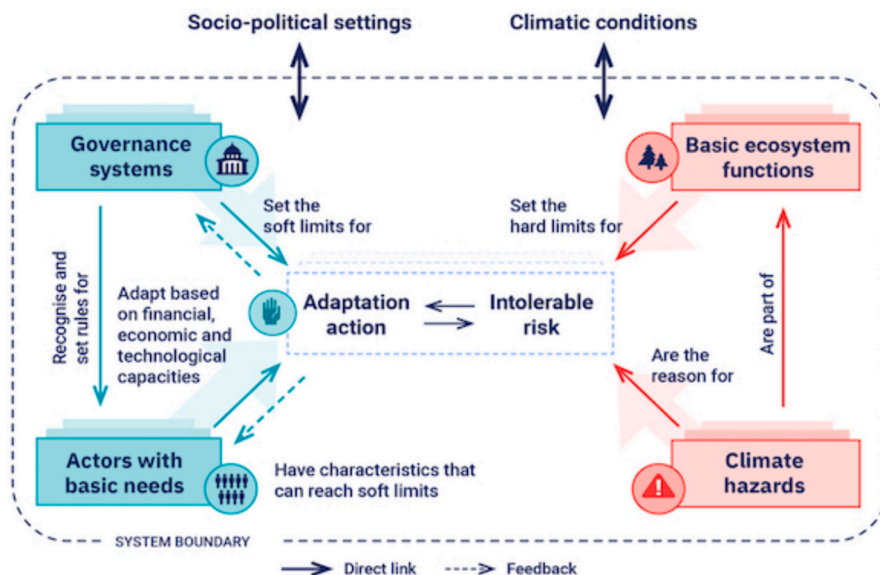 Socio-political settings
Climatic conditions
Governance
systems
Basic ecosystem
functions
Set the
soft limits for
Set the
hard limits for
Recognise and
set rules for
Adapt based
on financial,
economic and
technological
capacities
Adaptation
action
Intolerable
risk
Are part of
Are the
reason for
Actors with
basic needs
Have characteristics that
can reach soft limits
Climate
hazards
SYSTEM BOUNDARY
Direct link
Feedback